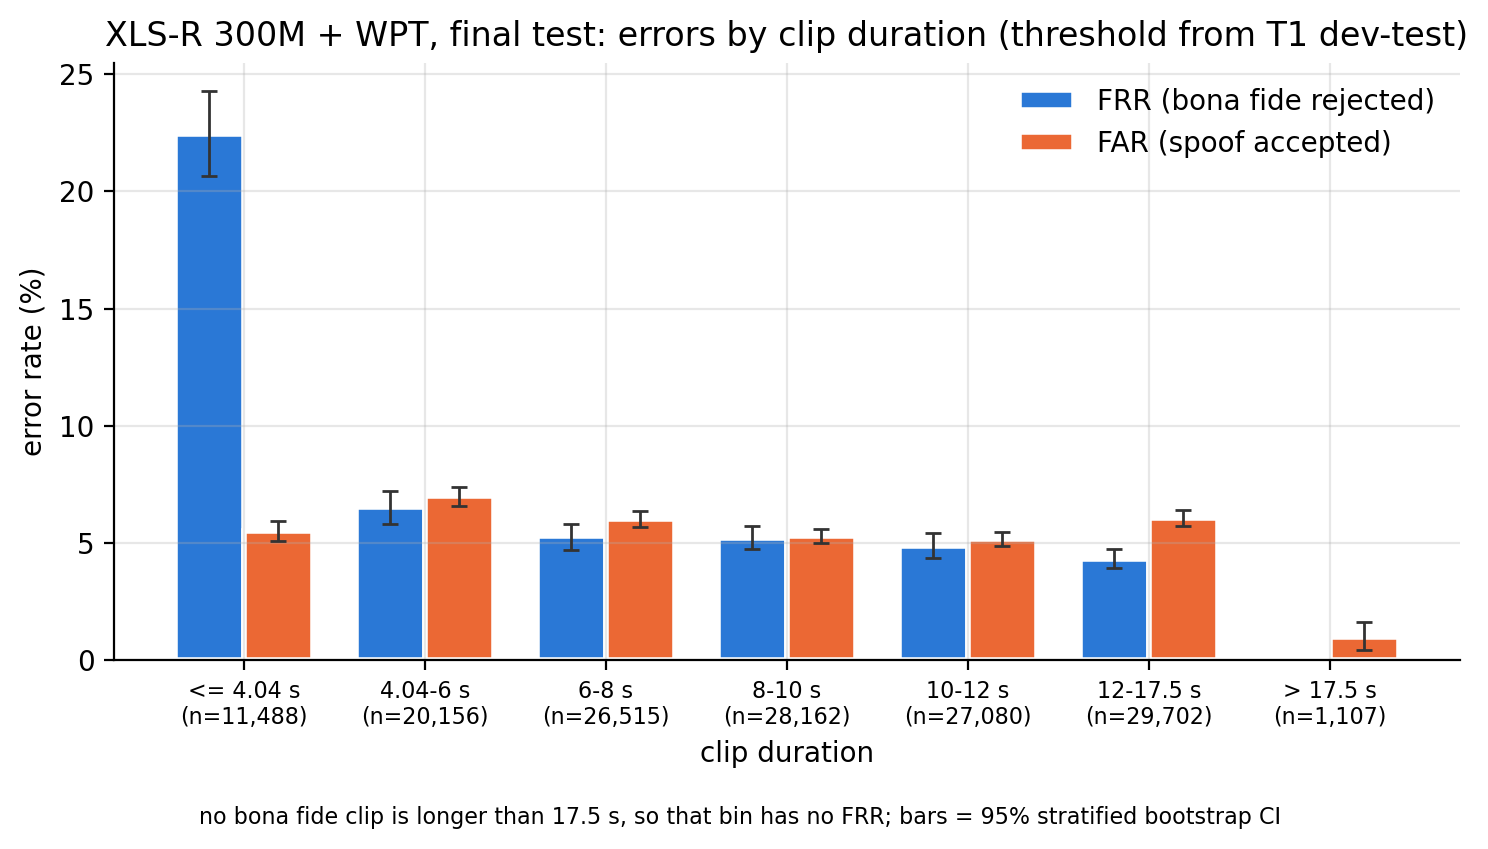 XLS-R 300M + WPT, final test: errors by clip duration (threshold from T1 dev-test)
FRR (bona fide rejected)
FAR (spoof accepted)
error rate (%)
25
20
15
10
5
0
<= 4.04 s
(n=11,488)
4.04-6 s
(n=20,156)
6-8 s
(n=26,515)
8-10 s
(n=28,162)
10-12 s
(n=27,080)
12-17.5 s
(n=29,702)
> 17.5 s
(n=1,107)
clip duration
no bona fide clip is longer than 17.5 s, so that bin has no FRR; bars = 95% stratified bootstrap CI